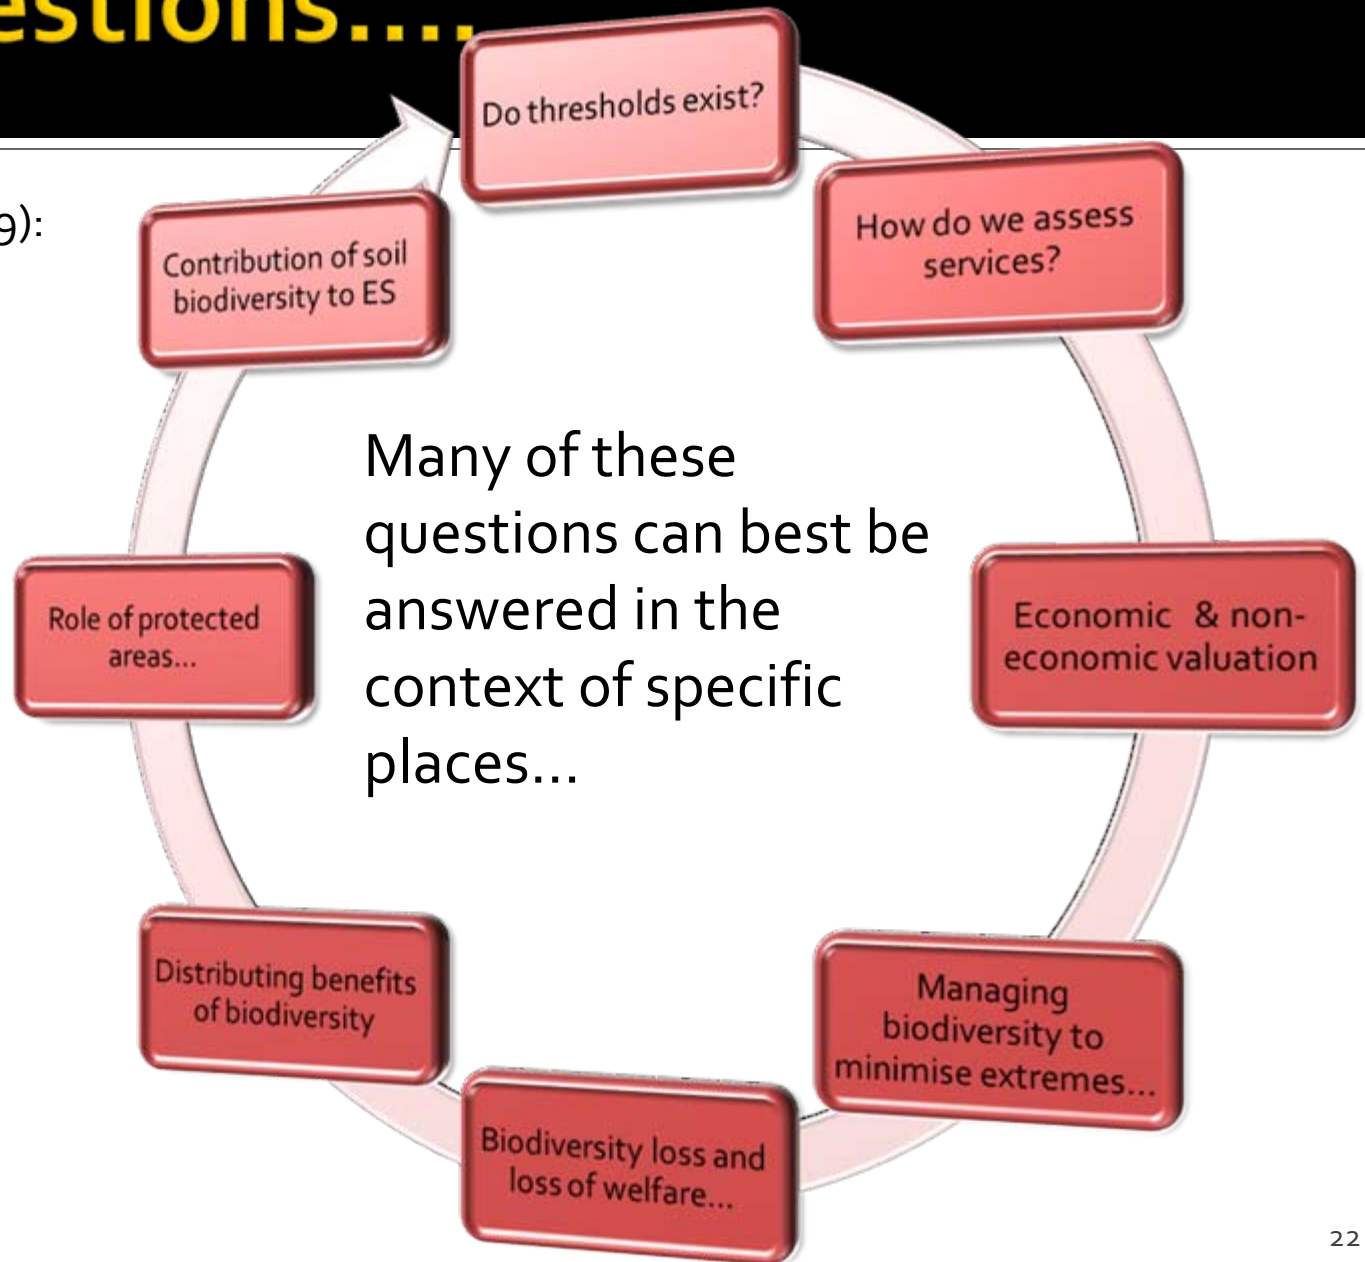 estions....
9):
Do thresholds exist?
How do we assess
services?
Economic & non-
economic valuation
Managing
biodiversity to
minimise extremes...
Biodiversity loss and
loss of welfare...
Distributing benefits
of biodiversity
Role of protected
areas...
Contribution of soil
biodiversity to ES
Many of these
questions can best be
answered in the
context of specific
places...
22